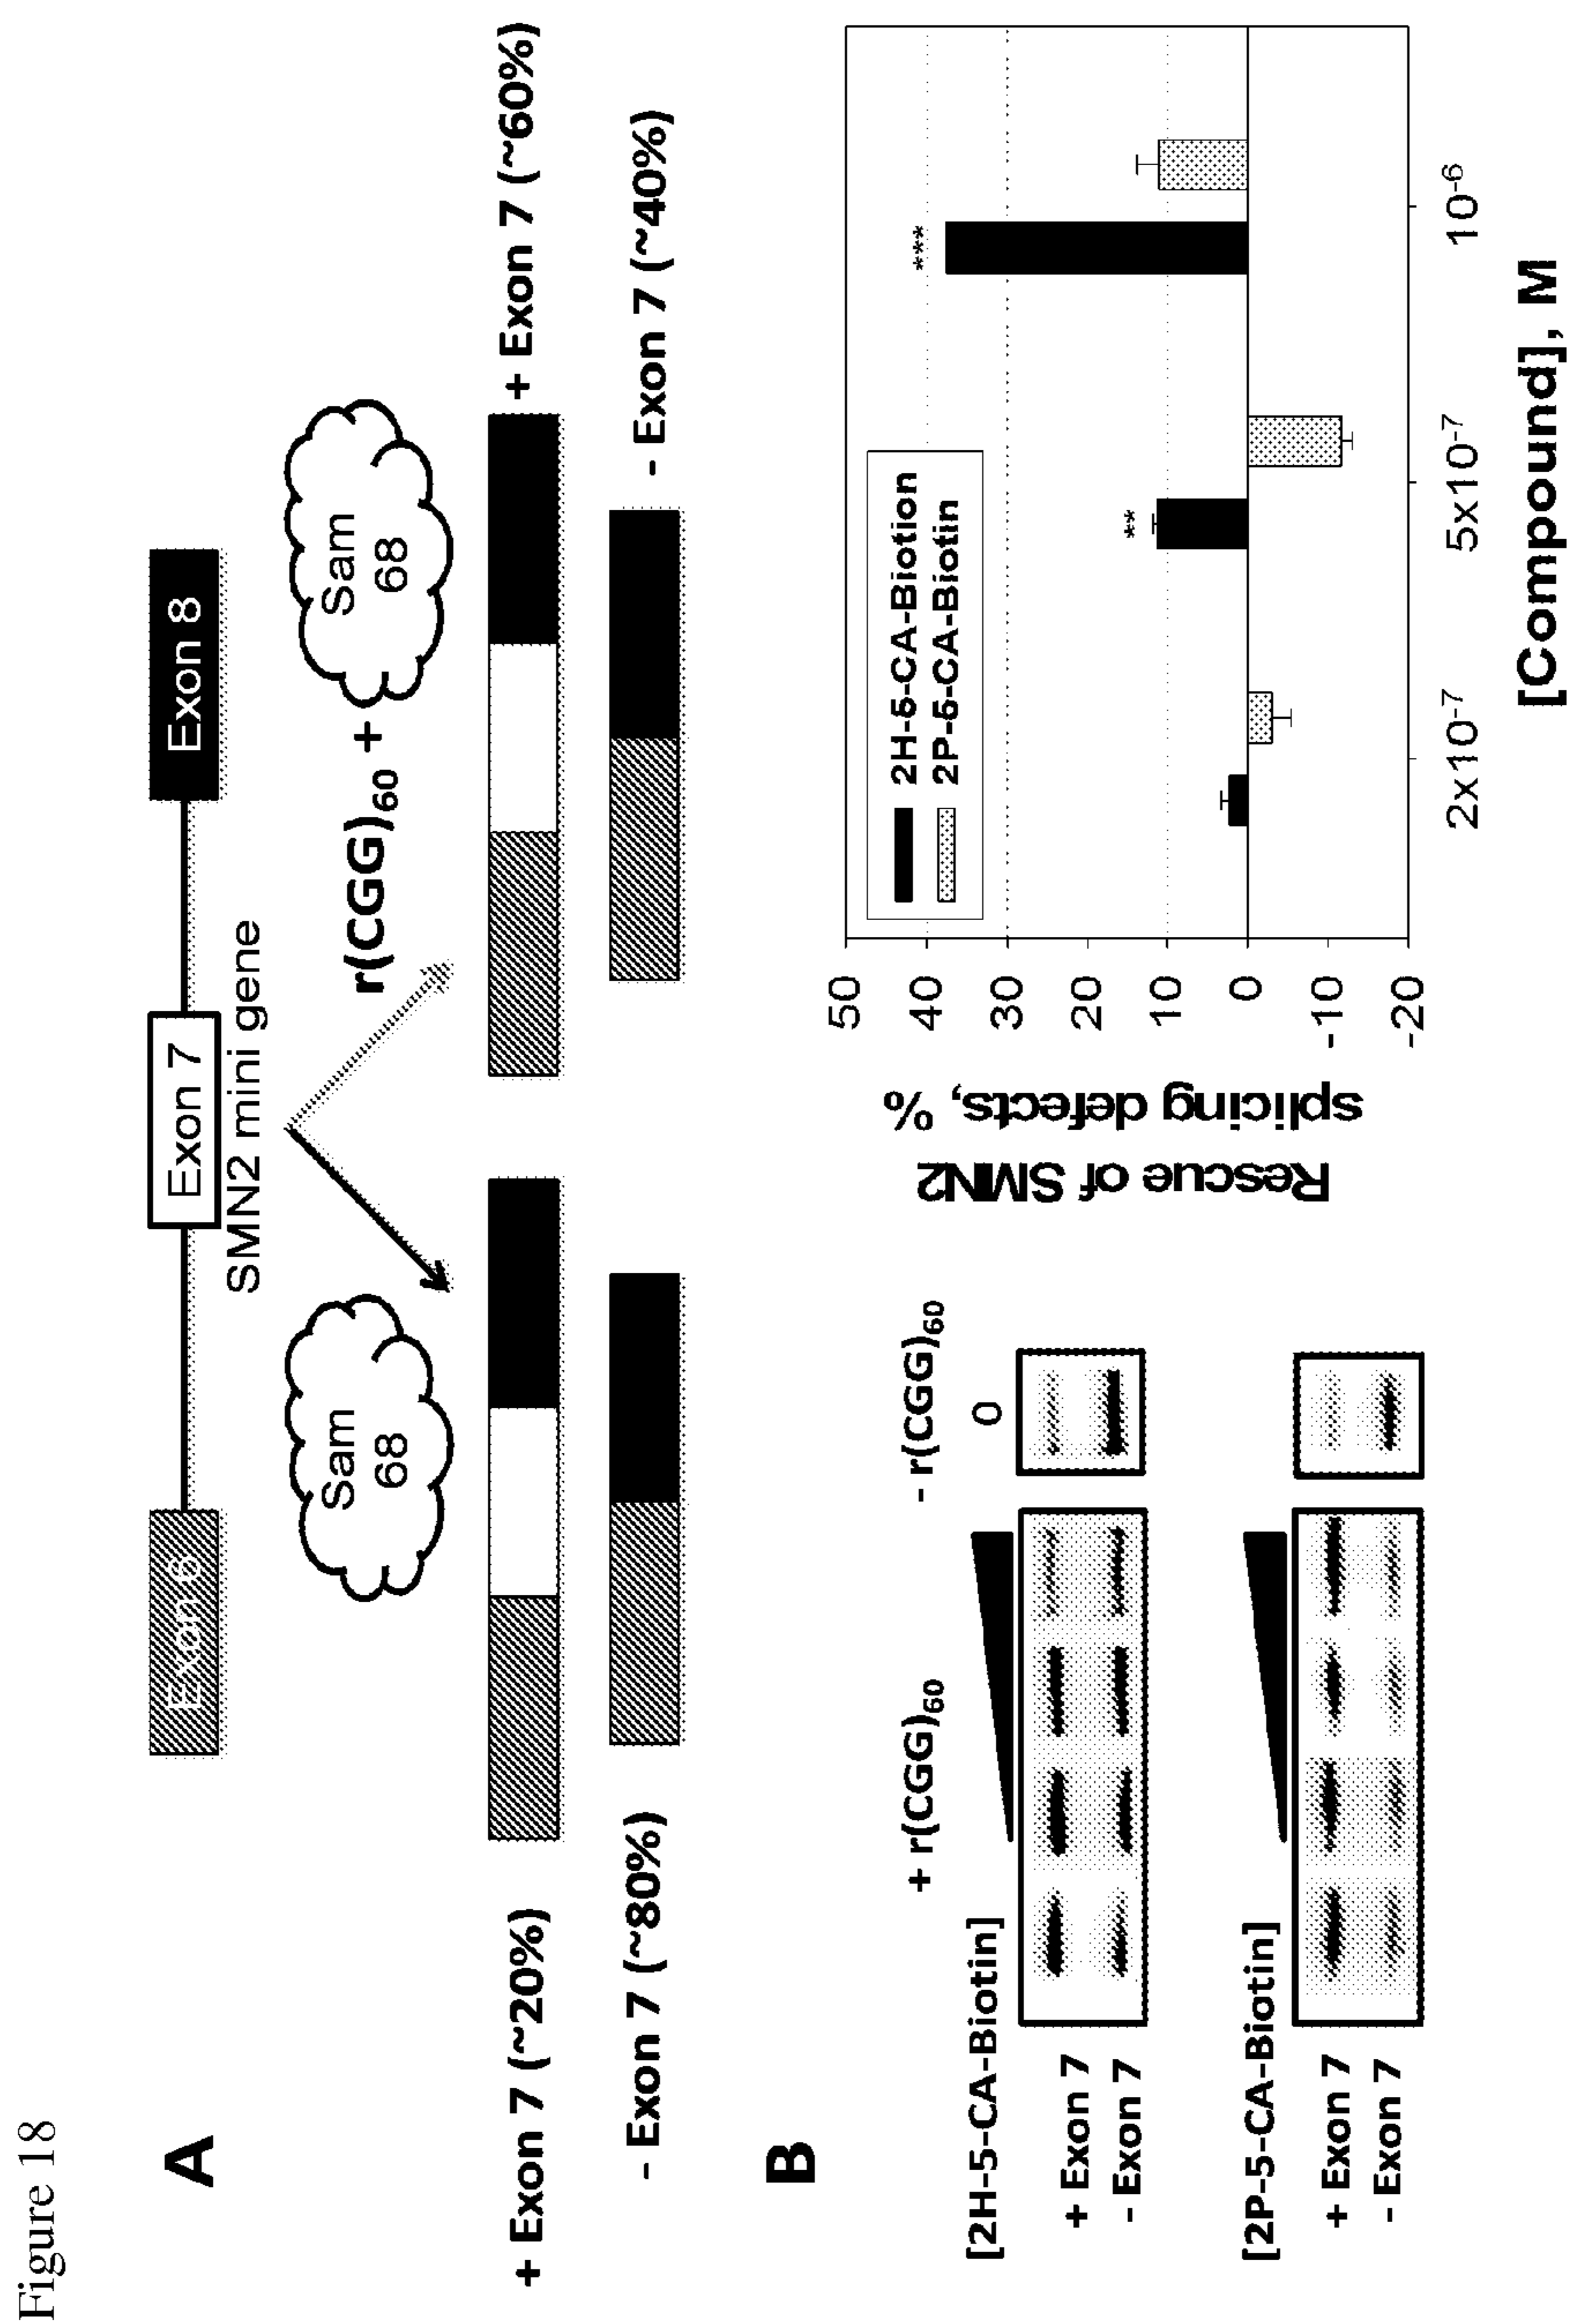 Figure 18
A
Exon 6
Exon 7
Exon 8
SMN2 mini gene
Sam
68
r(CGG)60 +
Sam
68
+ Exon 7 (~20%)
+ Exon 7 (~60%)
- Exon 7 (~80%)
- Exon 7 (~40%)
B
+ r(CGG)60
- r(CGG)60
[2H-5-CA-Biotin]
0
+ Exon 7
- Exon 7
[2P-5-CA-Biotin]
+ Exon 7
- Exon 7
Rescue of SMN2
splicing defects, %
50
40
30
20
10
0
-10
-20
2H-5-CA-Biotion
2P-5-CA-Biotin
**
***
2x10-7
5x10-7
10-6
[Compound], M